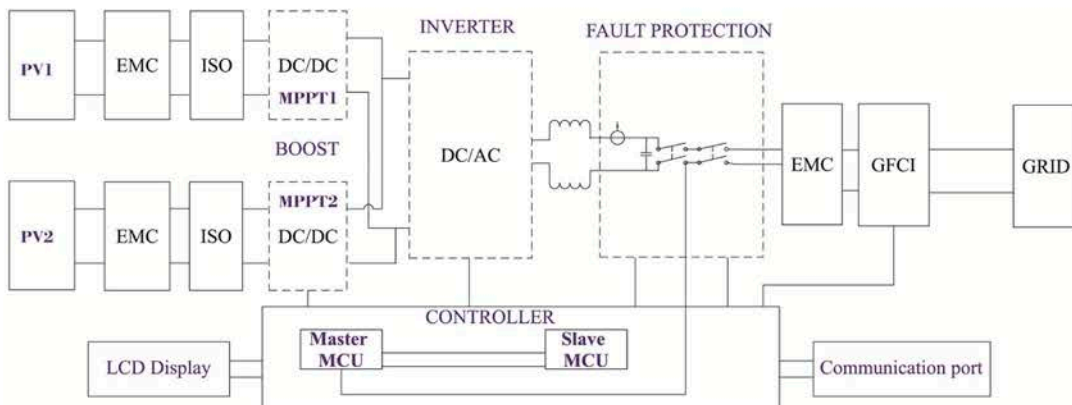 INVERTER
FAULT PROTECTION
PV1
EMC
ISO
DC/DC
MPPT1
BOOST
DC/AC
EMC
GFCI
GRID
PV2
EMC
ISO
MPPT2
DC/DC
CONTROLLER
Master
MCU
Slave
MCU
LCD Display
Communication port